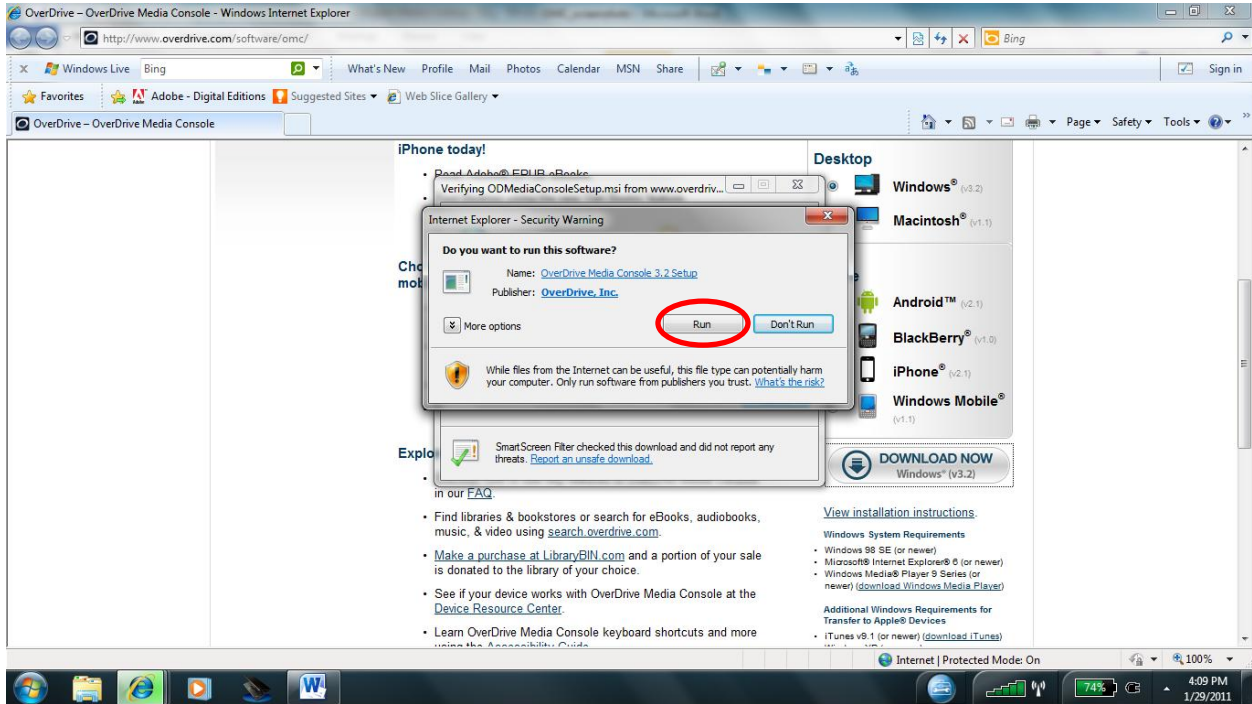 OverDrive – OverDrive Media Console - Windows Internet Explorer
http://www.overdrive.com/software/omc/
Bing
x Windows Live Bing What's New Profile Mail Photos Calendar MSN Share Sign in
Favorites Adobe - Digital Editions Suggested Sites Web Slice Gallery
OverDrive – OverDrive Media Console Page Safety Tools
iPhone today!
Read Adobe® EPUB eBooks
Verifying ODMediaConsoleSetup.msi from www.overdriv...
Internet Explorer - Security Warning
Do you want to run this software?
Name: OverDrive Media Console 3.2 Setup
Publisher: OverDrive, Inc.
More options Run Don't Run
While files from the Internet can be useful, this file type can potentially harm
your computer. Only run software from publishers you trust. What's the risk?
SmartScreen Filter checked this download and did not report any
threats. Report an unsafe download.
Cho
mob
Explo
in our FAQ.
• Find libraries & bookstores or search for eBooks, audiobooks,
music, & video using search.overdrive.com.
• Make a purchase at LibraryBIN.com and a portion of your sale
is donated to the library of your choice.
• See if your device works with OverDrive Media Console at the
Device Resource Center.
• Learn OverDrive Media Console keyboard shortcuts and more
using the Accessibility Guide
Desktop
Windows® (v3.2)
Macintosh® (v1.1)
e
Android™ (v2.1)
BlackBerry® (v1.0)
iPhone® (v2.1)
Windows Mobile®
(v1.1)
DOWNLOAD NOW
Windows® (v3.2)
View installation instructions.
Windows System Requirements
• Windows 98 SE (or newer)
• Microsoft® Internet Explorer® 6 (or newer)
• Windows Media® Player 9 Series (or
newer) (download Windows Media Player)
Additional Windows Requirements for
Transfer to Apple® Devices
• iTunes v9.1 (or newer) (download iTunes)
Internet | Protected Mode: On 100%
74% 4:09 PM
1/29/2011